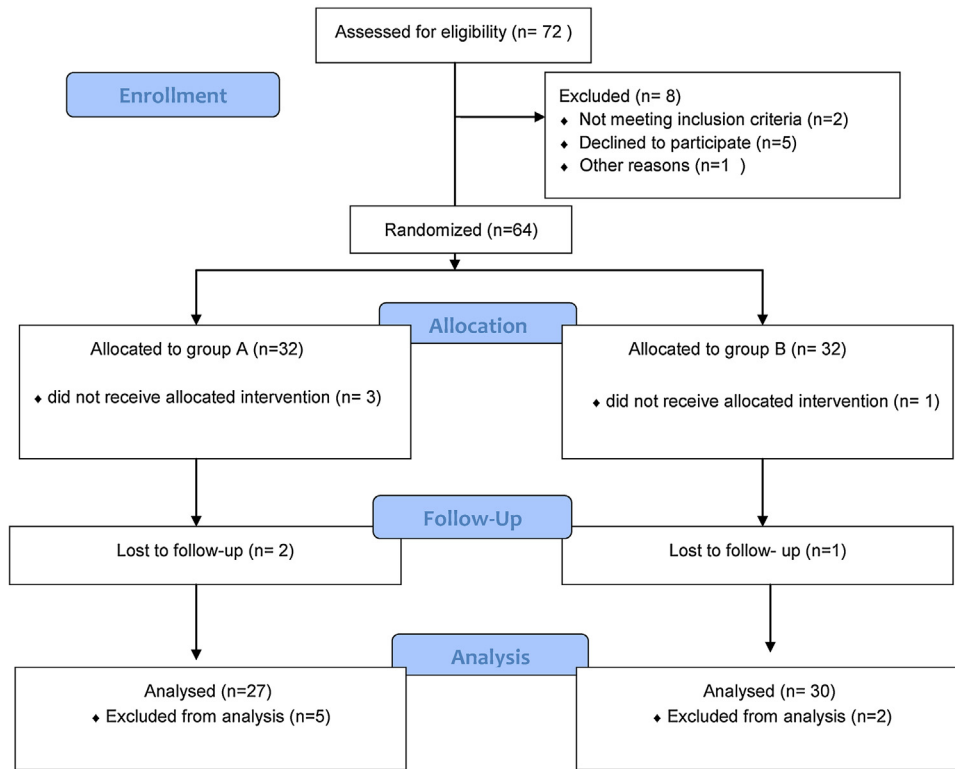 Assessed for eligibility (n= 72 )
Enrollment
Excluded (n= 8)
♦ Not meeting inclusion criteria (n=2)
♦ Declined to participate (n=5)
♦ Other reasons (n=1 )
Randomized (n=64)
Allocation
Allocated to group A (n=32)
♦ did not receive allocated intervention (n= 3)
Allocated to group B (n= 32)
♦ did not receive allocated intervention (n= 1)
Follow-Up
Lost to follow-up (n= 2)
Lost to follow- up (n=1)
Analysis
Analysed (n=27)
♦ Excluded from analysis (n=5)
Analysed (n= 30)
♦ Excluded from analysis (n=2)